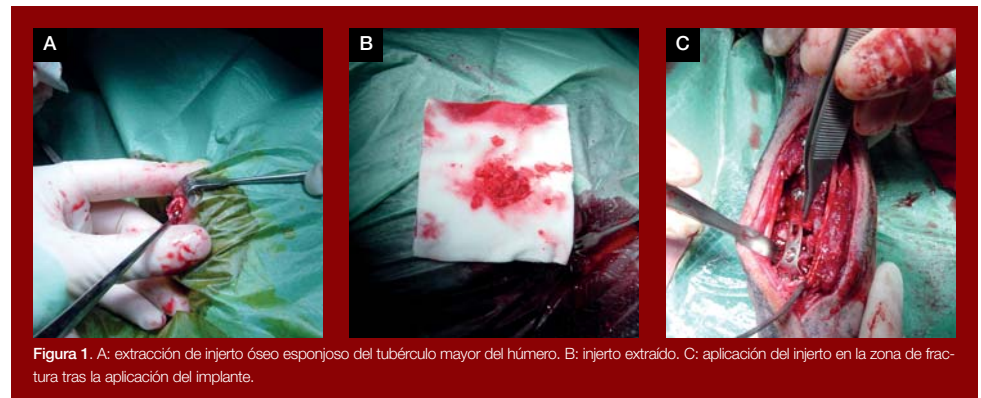 A
B
C
Figura 1. A: extracción de injerto óseo esponjoso del tubérculo mayor del húmero. B: injerto extraído. C: aplicación del injerto en la zona de frac-
tura tras la aplicación del implante.